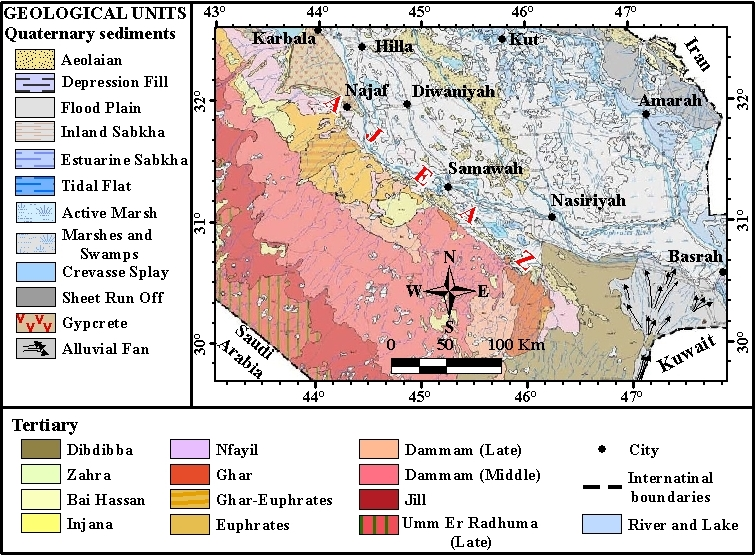 GEOLOGICAL UNITS
Quaternary sediments
Aeolaian
Depression Fill
Flood Plain
Inland Sabkha
Estuarine Sabkha
Tidal Flat
Active Marsh
Marshes and
Swamps
Crevasse Splay
Sheet Run Off
Gypcrete
Alluvial Fan
43° 44° 45° 46° 47°
32°
31°
30°
Karbala
Hilla
Kut
Iran
Najaf
Diwaniyah
Amarah
A J E A Z
Samawah
Nasiriyah
Basrah
32°
31°
30°
N
W E
S
0 50 100 Km
Saudi
Arabia
Kuwait
44° 45° 46° 47°
Tertiary
Dibdibba
Zahra
Bai Hassan
Injana
Nfayil
Ghar
Ghar-Euphrates
Euphrates
Dammam (Late)
Dammam (Middle)
Jill
Umm Er Radhuma
(Late)
City
Internatinal
boundaries
River and Lake